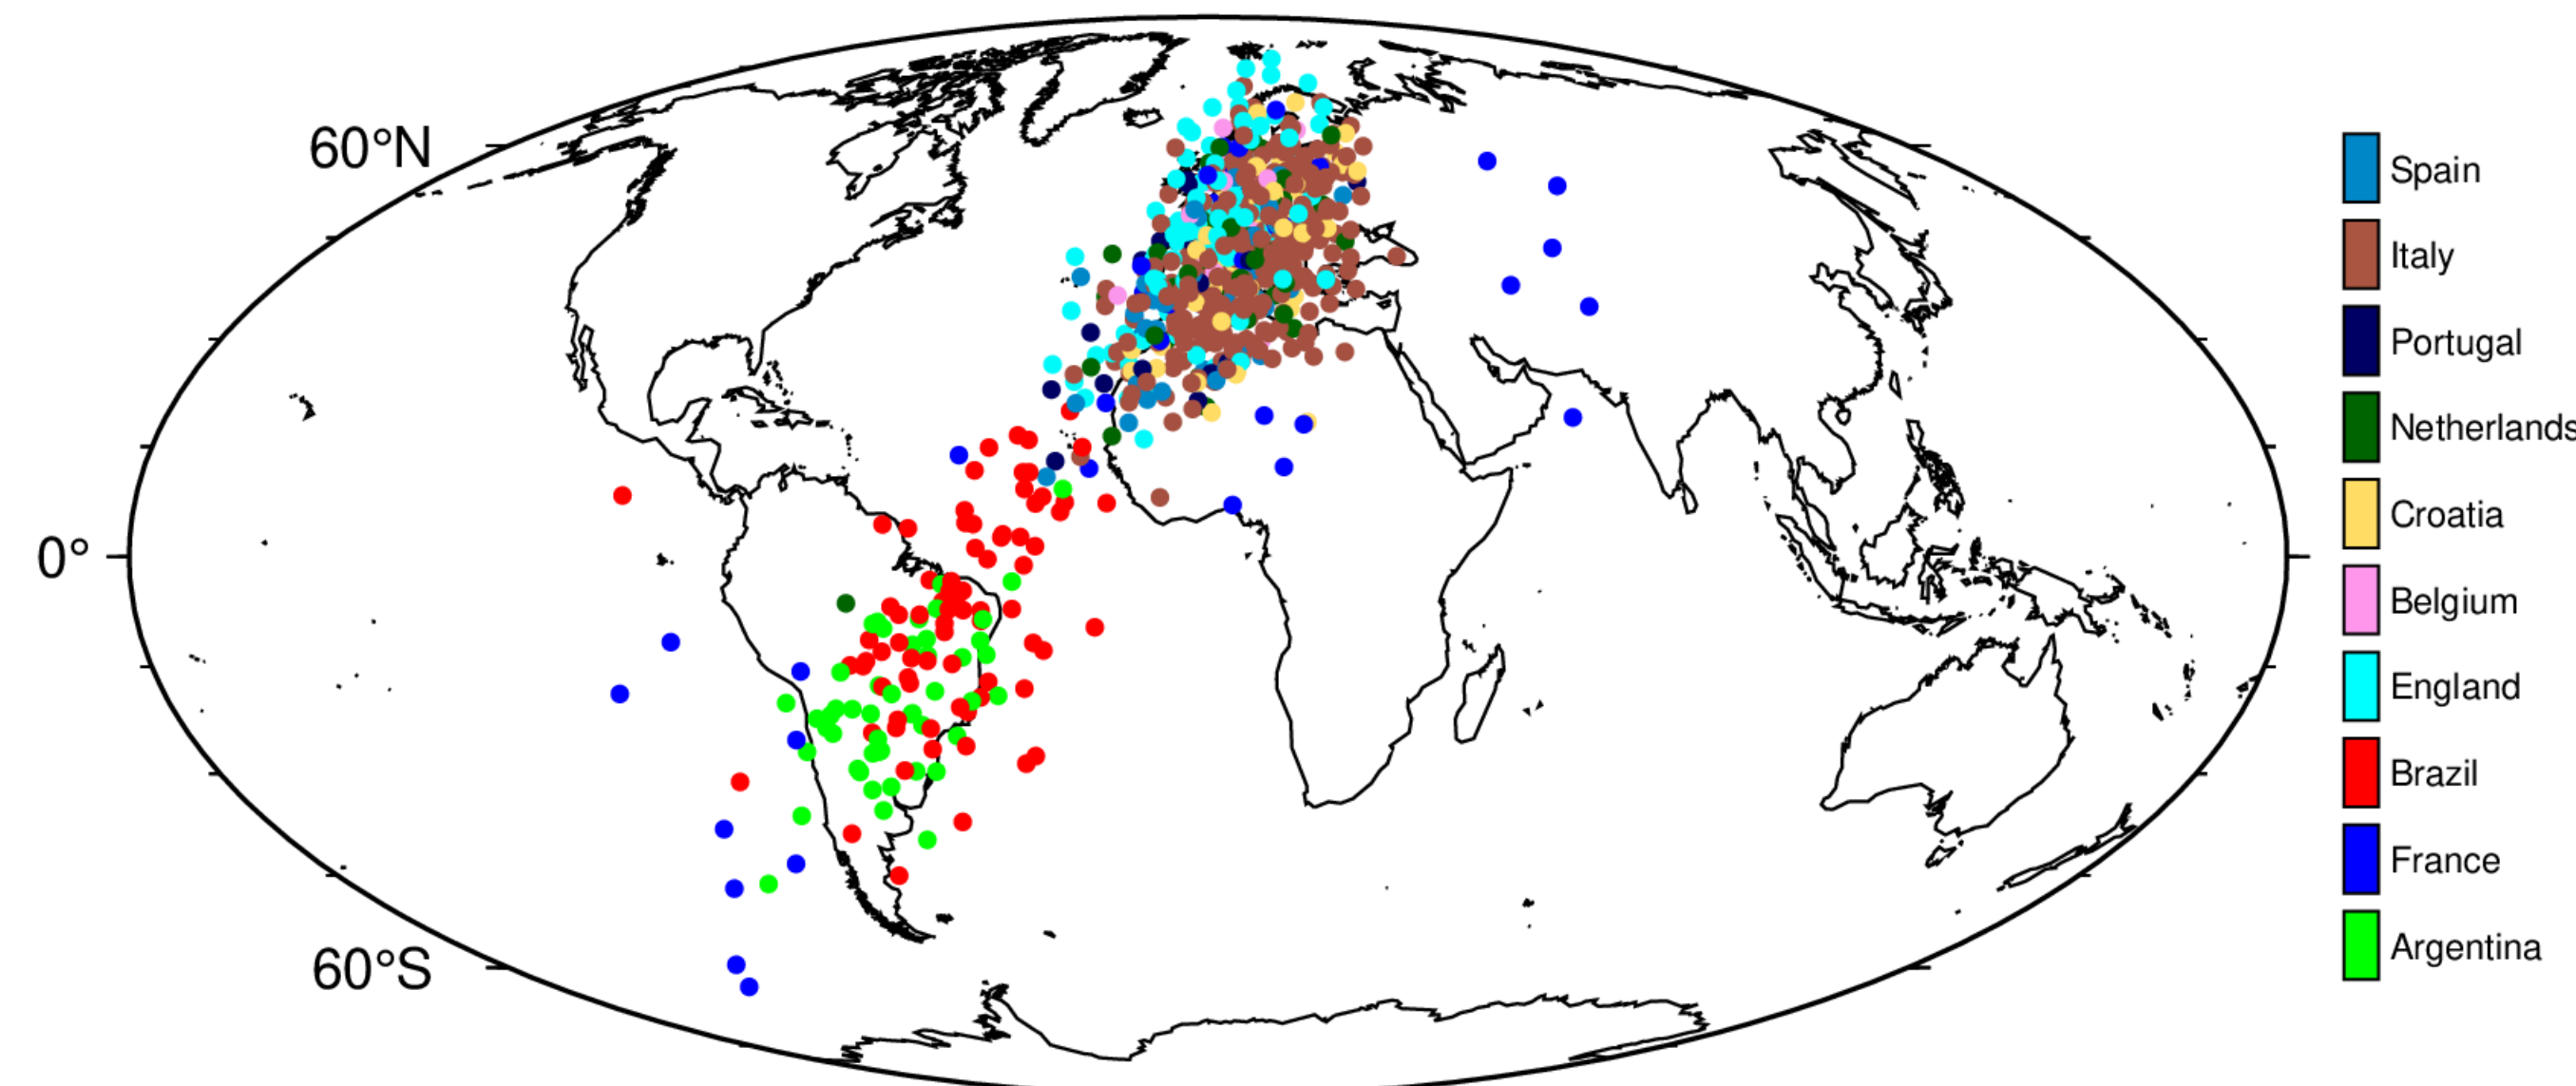 60°N
0°
60°S
Spain
Italy
Portugal
Netherlands
Croatia
Belgium
England
Brazil
France
Argentina